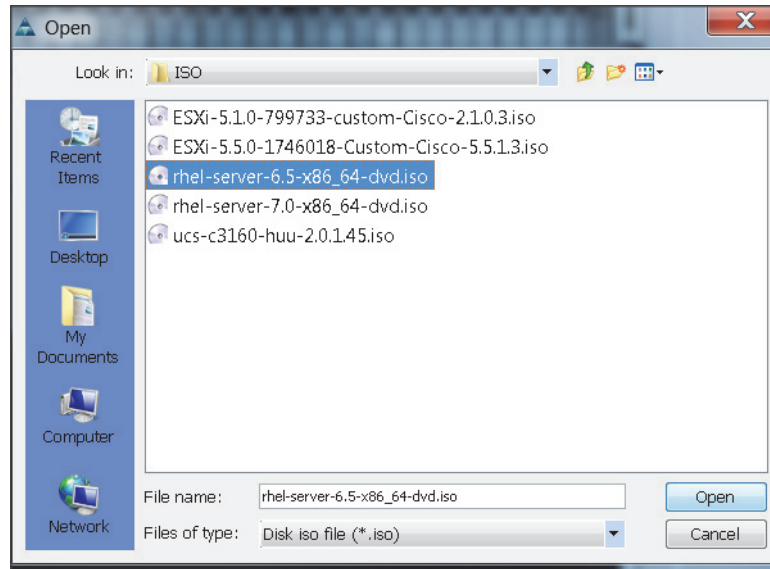 Open
Look in: ISO
Recent
Items
Desktop
My
Documents
Computer
Network
ESXi-5.1.0-799733-custom-Cisco-2.1.0.3.iso
ESXi-5.5.0-1746018-Custom-Cisco-5.5.1.3.iso
rhel-server-6.5-x86_64-dvd.iso
rhel-server-7.0-x86_64-dvd.iso
ucs-c3160-huu-2.0.1.45.iso
File name: rhel-server-6.5-x86_64-dvd.iso Open
Files of type: Disk iso file (*.iso) Cancel